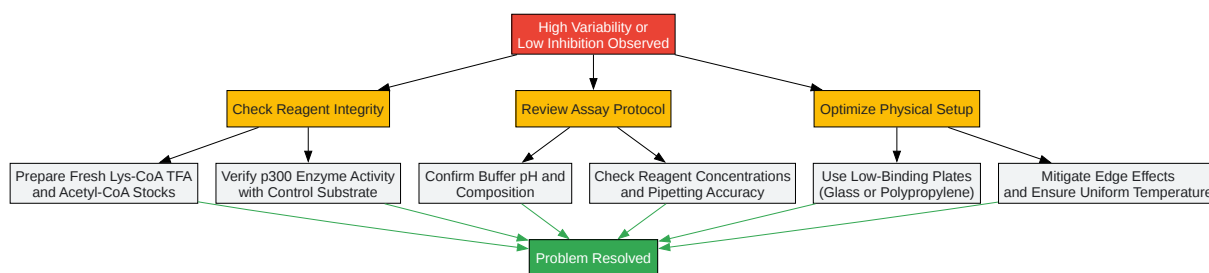 High Variability or
Low Inhibition Observed
Check Reagent Integrity
Review Assay Protocol
Optimize Physical Setup
Prepare Fresh Lys-CoA TFA
and Acetyl-CoA Stocks
Verify p300 Enzyme Activity
with Control Substrate
Confirm Buffer pH and
Composition
Check Reagent Concentrations
and Pipetting Accuracy
Use Low-Binding Plates
(Glass or Polypropylene)
Mitigate Edge Effects
and Ensure Uniform Temperature
Problem Resolved